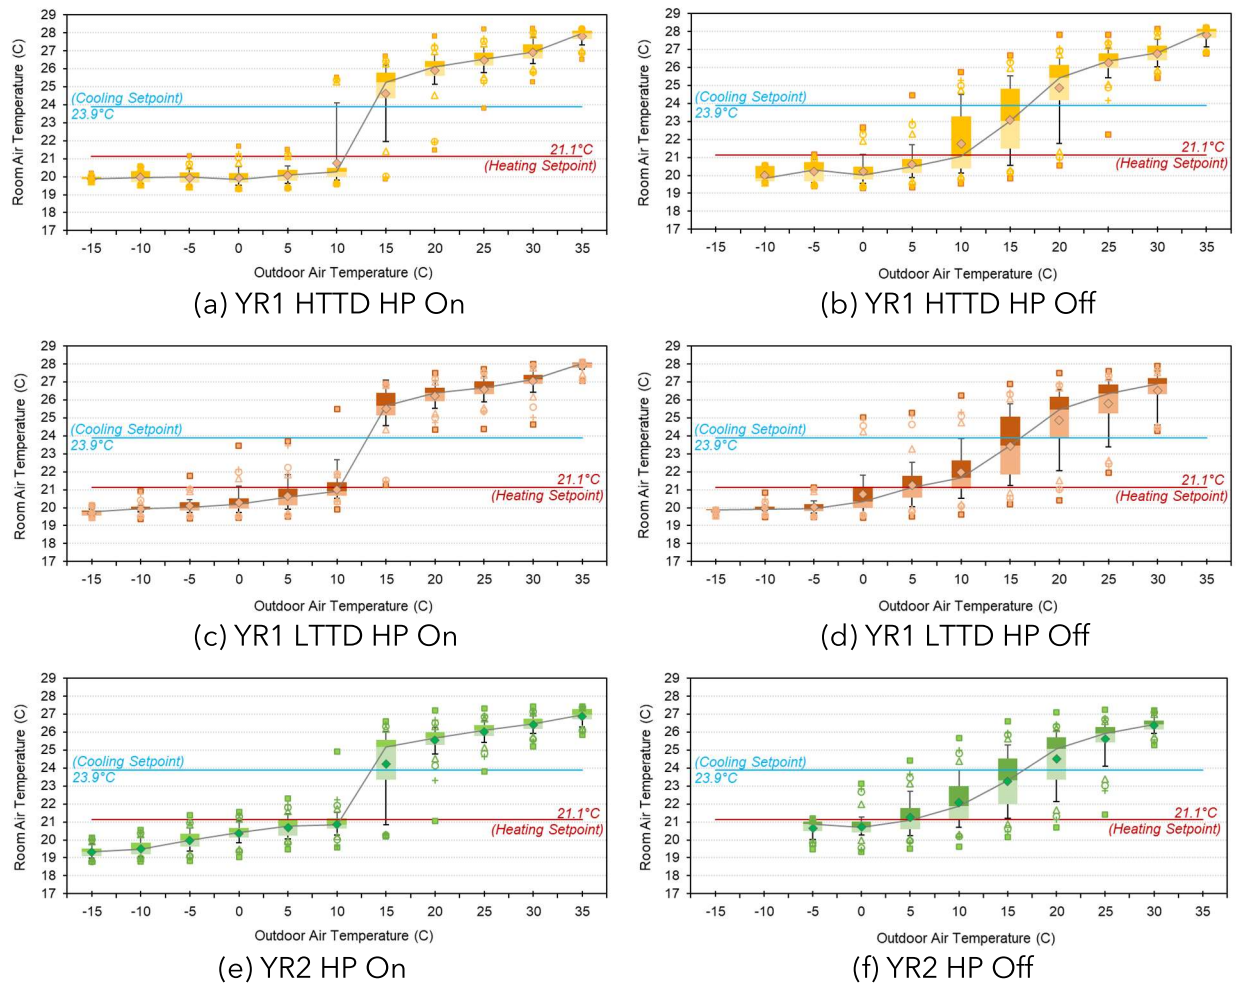 29
28
27
26
25
24
23
22
21
20
19
18
17
Room Air Temperature (C)
(Cooling Setpoint)
23.9°C
21.1°C
(Heating Setpoint)
-15 -10 -5 0 5 10 15 20 25 30 35
Outdoor Air Temperature (C)
(a) YR1 HTTD HP On
29
28
27
26
25
24
23
22
21
20
19
18
17
Room Air Temperature (C)
(Cooling Setpoint)
23.9°C
21.1°C
(Heating Setpoint)
-15 -10 -5 0 5 10 15 20 25 30 35
Outdoor Air Temperature (C)
(b) YR1 HTTD HP Off
29
28
27
26
25
24
23
22
21
20
19
18
17
Room Air Temperature (C)
(Cooling Setpoint)
23.9°C
21.1°C
(Heating Setpoint)
-15 -10 -5 0 5 10 15 20 25 30 35
Outdoor Air Temperature (C)
(c) YR1 LTTD HP On
29
28
27
26
25
24
23
22
21
20
19
18
17
Room Air Temperature (C)
(Cooling Setpoint)
23.9°C
21.1°C
(Heating Setpoint)
-15 -10 -5 0 5 10 15 20 25 30 35
Outdoor Air Temperature (C)
(d) YR1 LTTD HP Off
29
28
27
26
25
24
23
22
21
20
19
18
17
Room Air Temperature (C)
(Cooling Setpoint)
23.9°C
21.1°C
(Heating Setpoint)
-15 -10 -5 0 5 10 15 20 25 30 35
Outdoor Air Temperature (C)
(e) YR2 HP On
29
28
27
26
25
24
23
22
21
20
19
18
17
Room Air Temperature (C)
(Cooling Setpoint)
23.9°C
21.1°C
(Heating Setpoint)
-15 -10 -5 0 5 10 15 20 25 30 35
Outdoor Air Temperature (C)
(f) YR2 HP Off